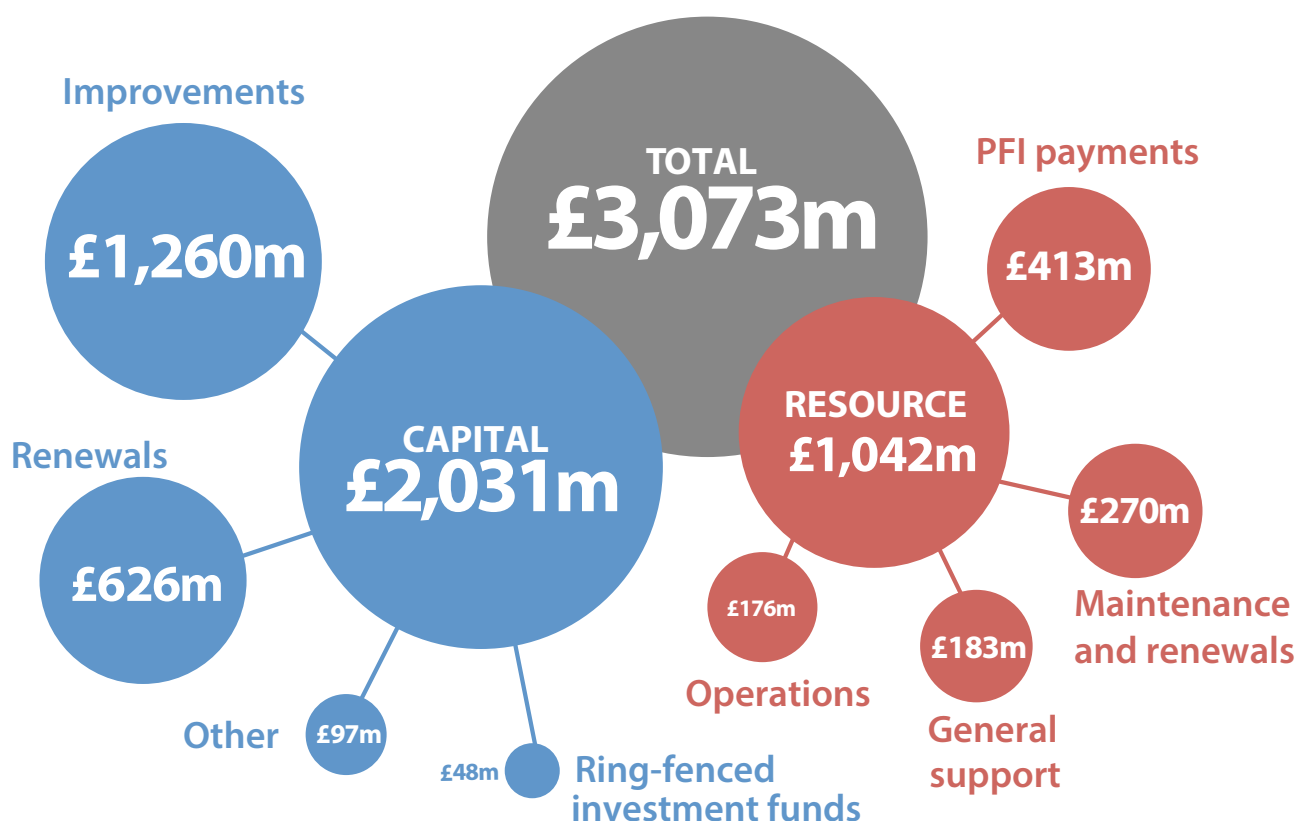 Improvements
£1,260m
TOTAL
£3,073m
PFI payments
£413m
CAPITAL
£2,031m
RESOURCE
£1,042m
Renewals
£626m
£270m
Maintenance
and renewals
£176m
Operations
£183m
General
support
Other
£97m
£48m
Ring-fenced
investment funds